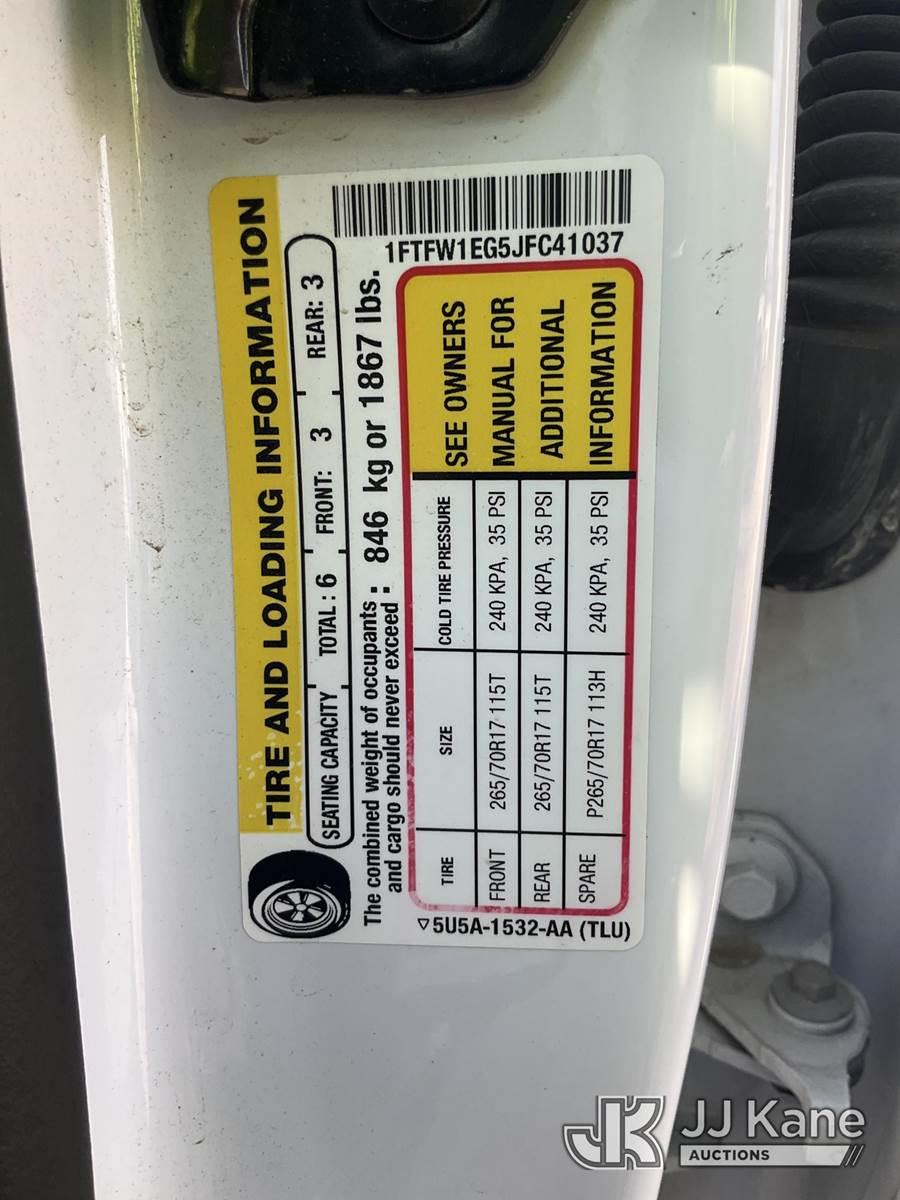 TIRE AND LOADING INFORMATION
SEATING CAPACITY TOTAL : 6 FRONT: 3 REAR: 3
The combined weight of occupants
and cargo should never exceed : 846 kg or 1867 lbs.
TIRE SIZE COLD TIRE PRESSURE
FRONT 265/70R17 115T 240 KPA, 35 PSI
REAR 265/70R17 115T 240 KPA, 35 PSI
SPARE P265/70R17 113H 240 KPA, 35 PSI
SEE OWNERS
MANUAL FOR
ADDITIONAL
INFORMATION
1FTFW1EG5JFC41037
5U5A-1532-AA (TLU)
JK JJ Kane
AUCTIONS